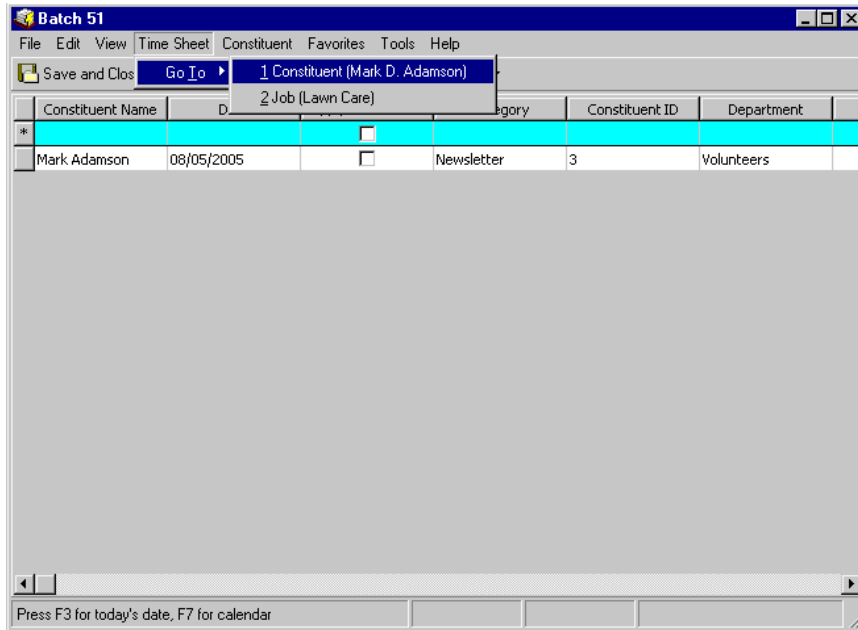 Batch 51
File Edit View Time Sheet Constituent Favorites Tools Help
Save and Clos Go To 1 Constituent (Mark D. Adamson)
2 Job (Lawn Care)
Constituent Name D egory Constituent ID Department
*
Mark Adamson 08/05/2005 Newsletter 3 Volunteers
Press F3 for today's date, F7 for calendar